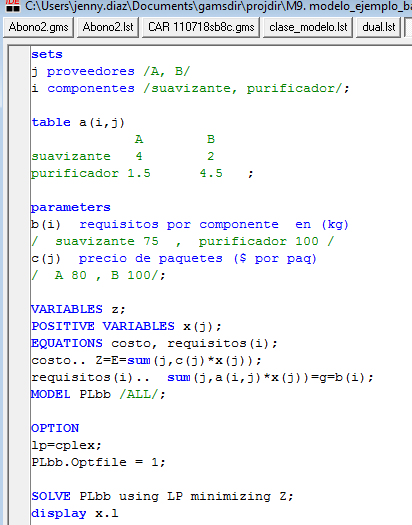 IDE C:\Users\jenny.diaz\Documents\gamsdir\projdir\M9. modelo_ejemplo_ba
Abono2.gms Abono2.lst CAR 110718sb8c.gms clase_modelo.lst dual.lst
sets
j proveedores /A, B/
i componentes /suavizante, purificador/;
table a(i,j)
A B
suavizante 4 2
purificador 1.5 4.5 ;
parameters
b(i) requisitos por componente en (kg)
/ suavizante 75 , purificador 100 /
c(j) precio de paquetes ($ por paq)
/ A 80 , B 100/;
VARIABLES z;
POSITIVE VARIABLES x(j);
EQUATIONS costo, requisitos(i);
costo.. Z=E=sum(j,c(j)*x(j));
requisitos(i).. sum(j,a(i,j)*x(j))=g=b(i);
MODEL PLbb /ALL/;
OPTION
lp=cplex;
PLbb.Optfile = 1;
SOLVE PLbb using LP minimizing Z;
display x.l